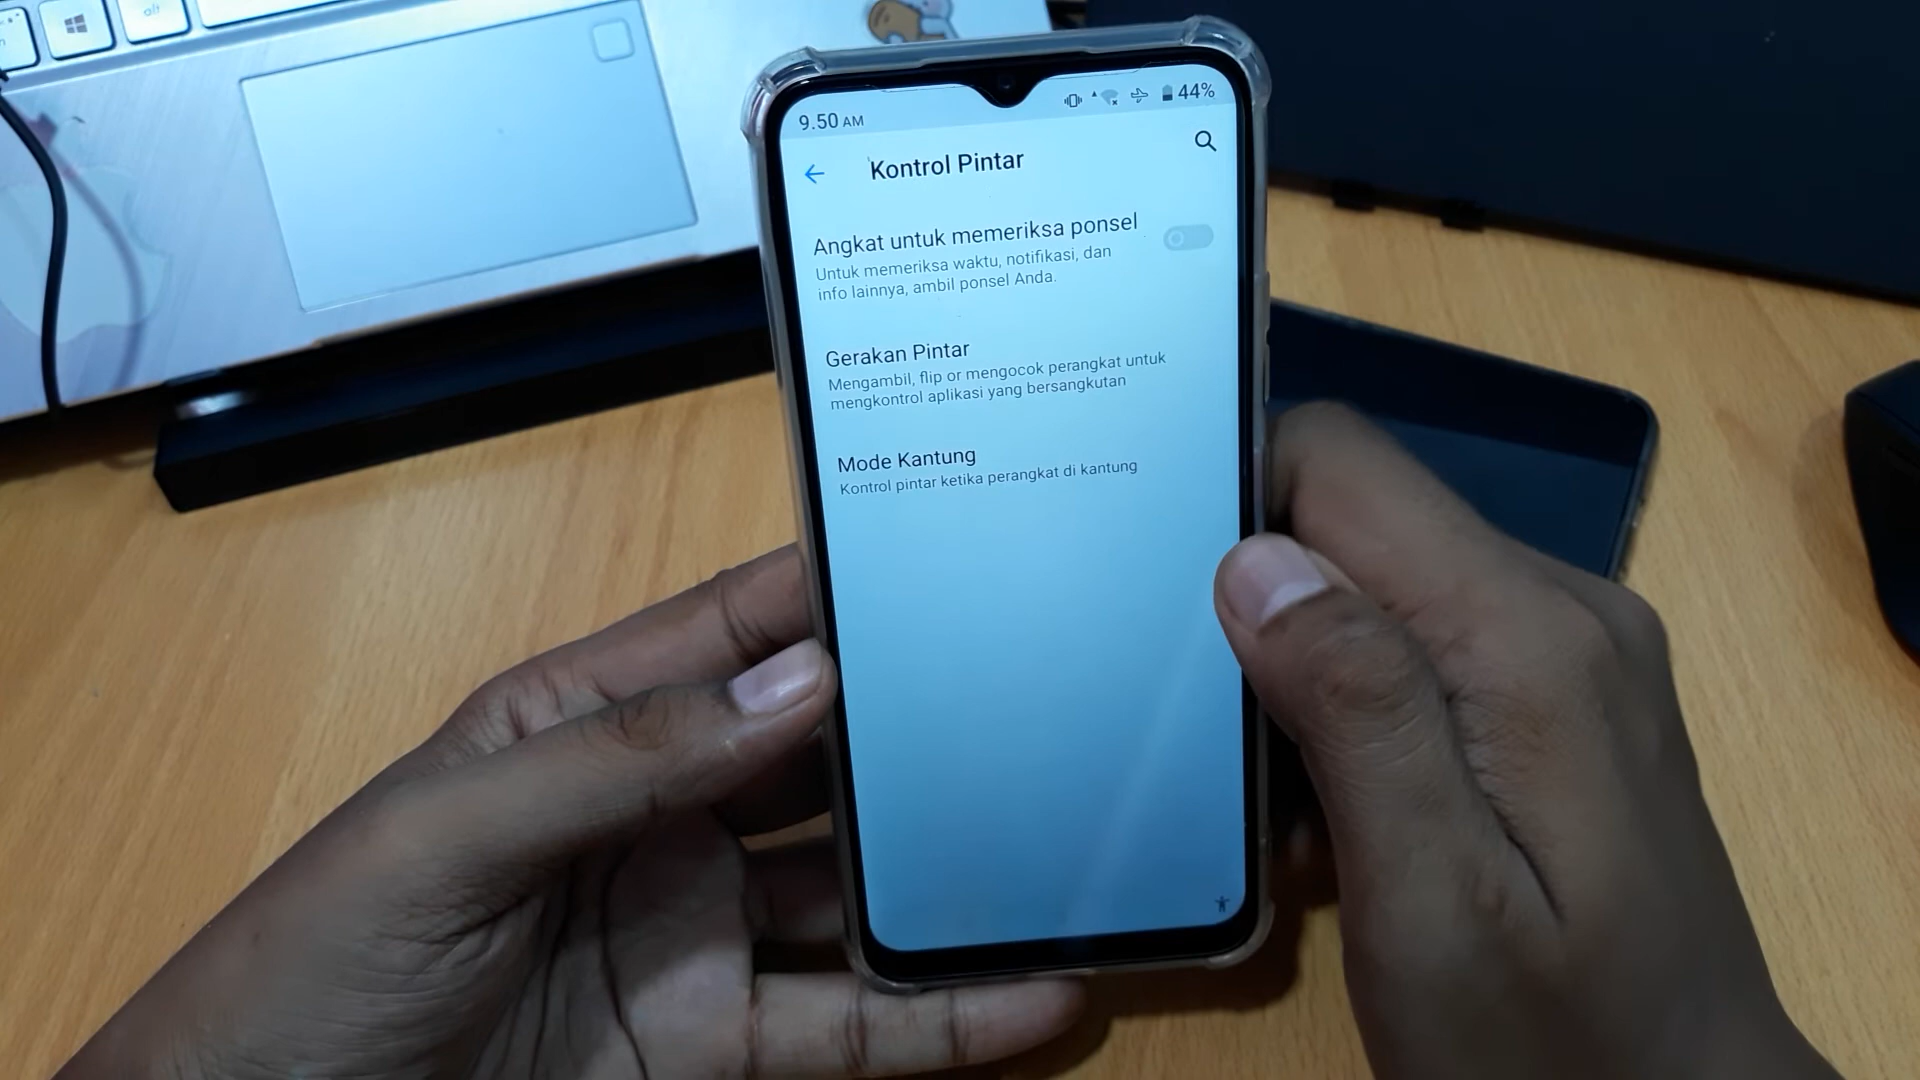 alt
9.50 AM
44%
Kontrol Pintar
Angkat untuk memeriksa ponsel
Untuk memeriksa waktu, notifikasi, dan
info lainnya, ambil ponsel Anda.
Gerakan Pintar
Mengambil, flip or mengocok perangkat untuk
mengkontrol aplikasi yang bersangkutan
Mode Kantung
Kontrol pintar ketika perangkat di kantung